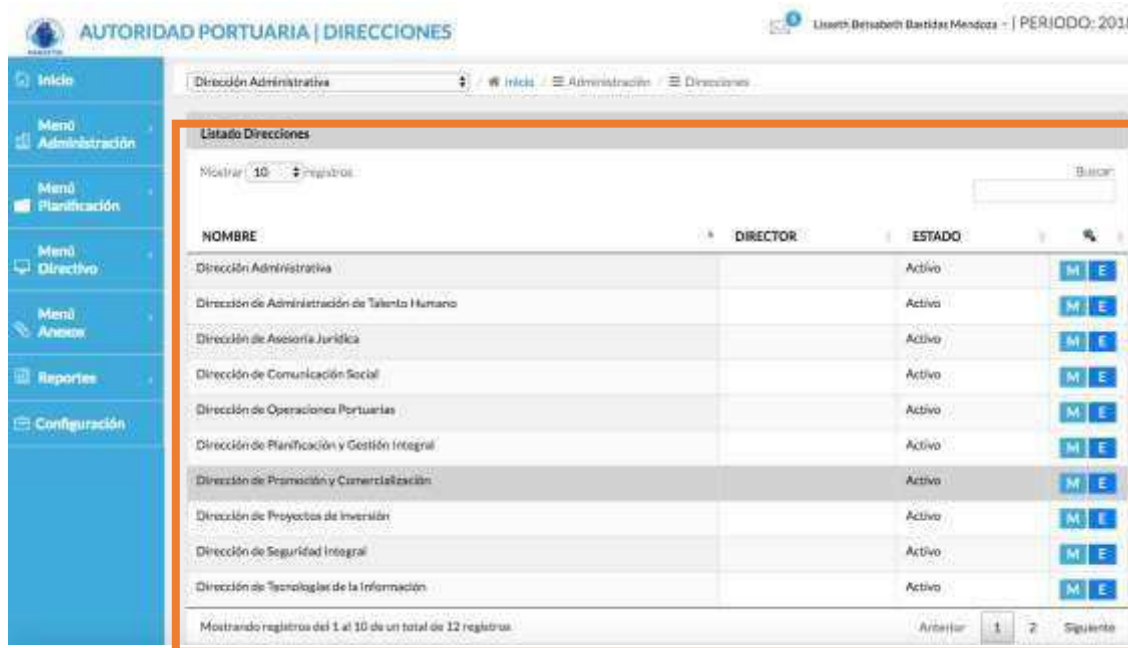 AUTORIDAD PORTUARIA | DIRECCIONES
Lisseth Betsabeth Bastidas Mendoza - | PERIODO: 2018
Inicio
Menú
Administración
Menú
Planificación
Menú
Directivo
Menú
Anexos
Reportes
Configuración
Dirección Administrativa / Inicio / Administración / Direcciones
Listado Direcciones
Mostrar 10 registros
Buscar:
NOMBRE DIRECTOR ESTADO
Dirección Administrativa Activo M E
Dirección de Administración de Talento Humano Activo M E
Dirección de Asesoria Jurídica Activo M E
Dirección de Comunicación Social Activo M E
Dirección de Operaciones Portuarias Activo M E
Dirección de Planificación y Gestión Integral Activo M E
Dirección de Promoción y Comercialización Activo M E
Dirección de Proyectos de Inversión Activo M E
Dirección de Seguridad Integral Activo M E
Dirección de Tecnologías de la Información Activo M E
Mostrando registros del 1 al 10 de un total de 12 registros
Anterior 1 2 Siguiente